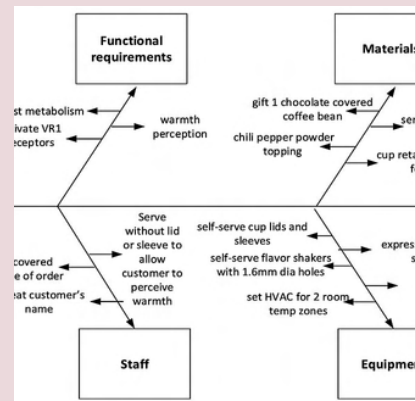 Functional
requirements
Materials
st metabolism
ivate VR1
eceptors
warmth
perception
gift 1 chocolate covered
coffee bean
chili pepper powder
topping
ser
cup reta
f
Serve
without lid
or sleeve to
allow
customer to
perceive
warmth
covered
e of order
eat customer's
name
self-serve cup lids and
sleeves
self-serve flavor shakers
with 1.6mm dia holes
set HVAC for 2 room
temp zones
express
s
Staff
Equipme